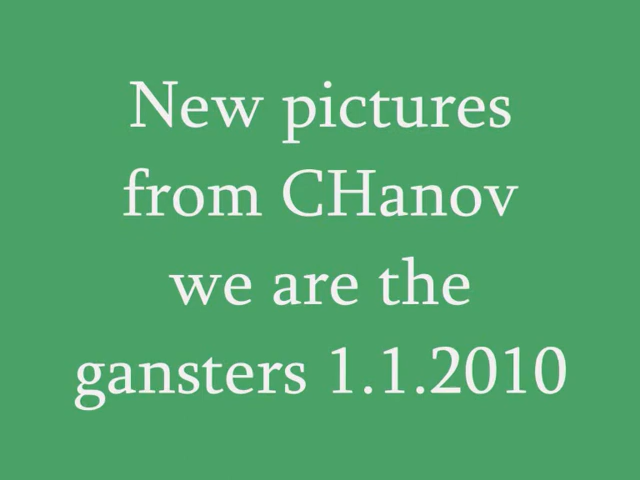 New pictures
from CHanov
we are the
gansters 1.1.2010